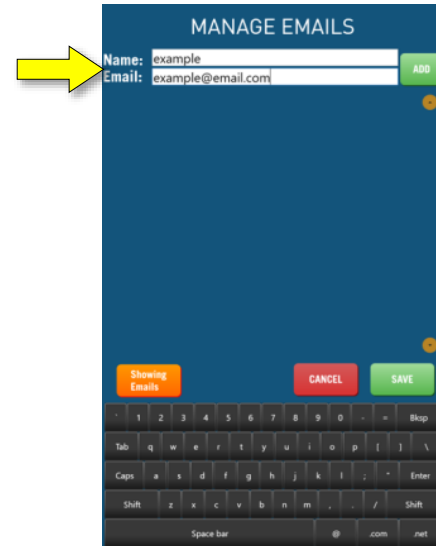 MANAGE EMAILS
Name: example
Email: example@email.com
ADD
Showing
Emails
CANCEL
SAVE
` 1 2 3 4 5 6 7 8 9 0 - = Bksp
Tab q w e r t y u i o p [ ] \
Caps a s d f g h j k l ; ' Enter
Shift z x c v b n m , . / Shift
Space bar @ .com .net